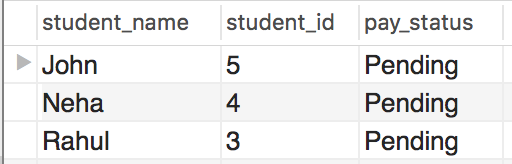 student_name student_id pay_status
John 5 Pending
Neha 4 Pending
Rahul 3 Pending